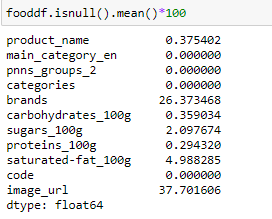 fooddf.isnull().mean()*100
product_name 0.375402
main_category_en 0.000000
pnns_groups_2 0.000000
categories 0.000000
brands 26.373468
carbohydrates_100g 0.359034
sugars_100g 2.097674
proteins_100g 0.294320
saturated-fat_100g 4.988285
code 0.000000
image_url 37.701606
dtype: float64